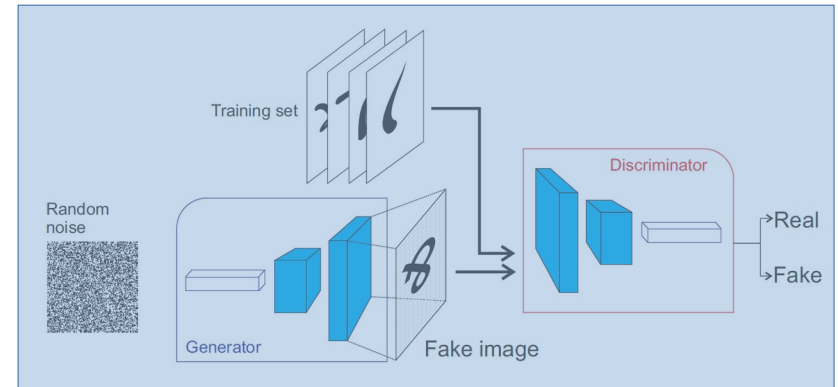 Training set
Discriminator
Random
noise
Real
Fake
Generator
Fake image